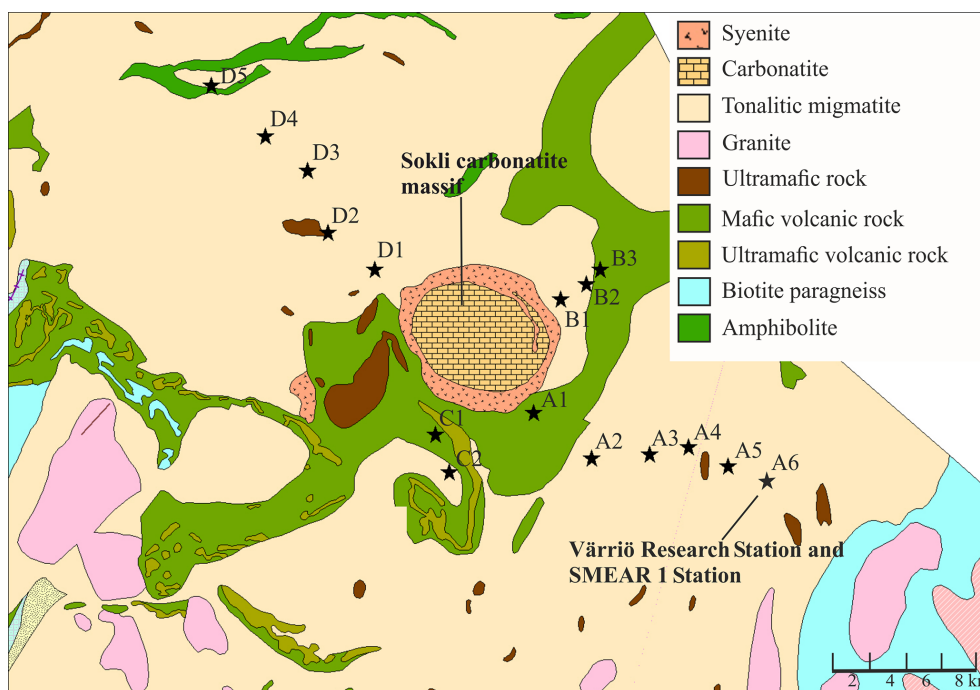 Syenite
Carbonatite
Tonalitic migmatite
Granite
Ultramafic rock
Mafic volcanic rock
Ultramafic volcanic rock
Biotite paragneiss
Amphibolite
D5
D4
D3
Sokli carbonatite
massif
D2
D1
B3
B2
B1
A1
C1
C2
A2
A3
A4
A5
A6
Värriö Research Station and
SMEAR 1 Station
2 4 6 8 km